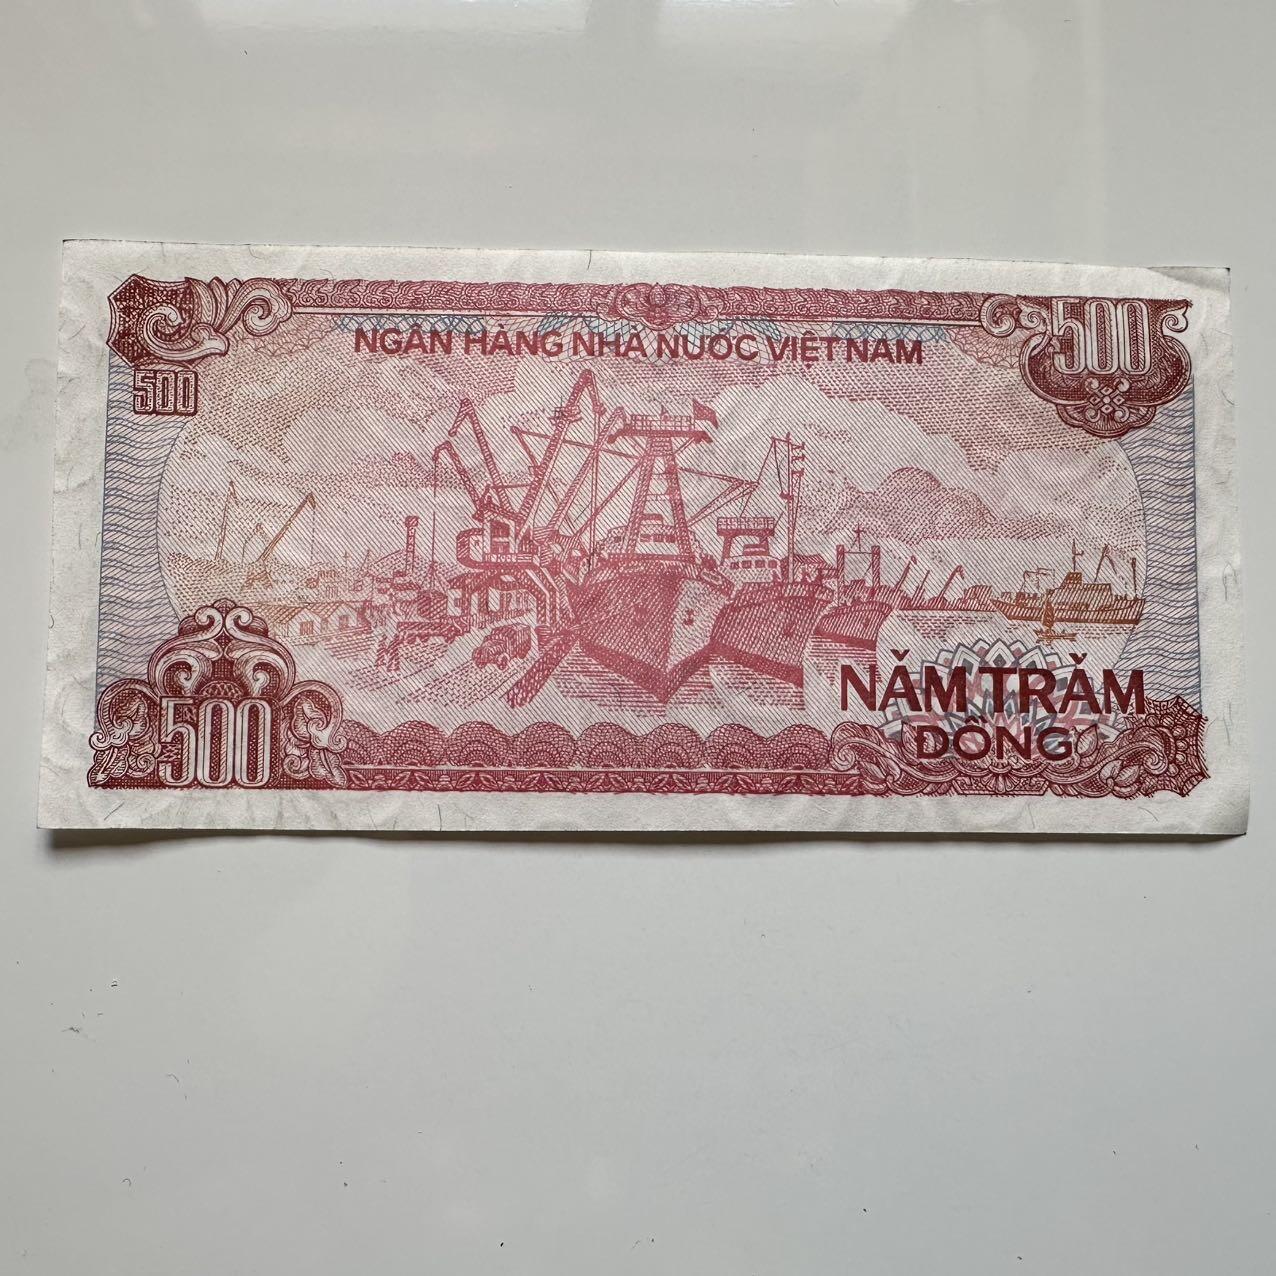 NGÂN HÀNG NHÀ NƯỚC VIỆT NAM
500
500
500
NĂM TRĂM
ĐỒNG